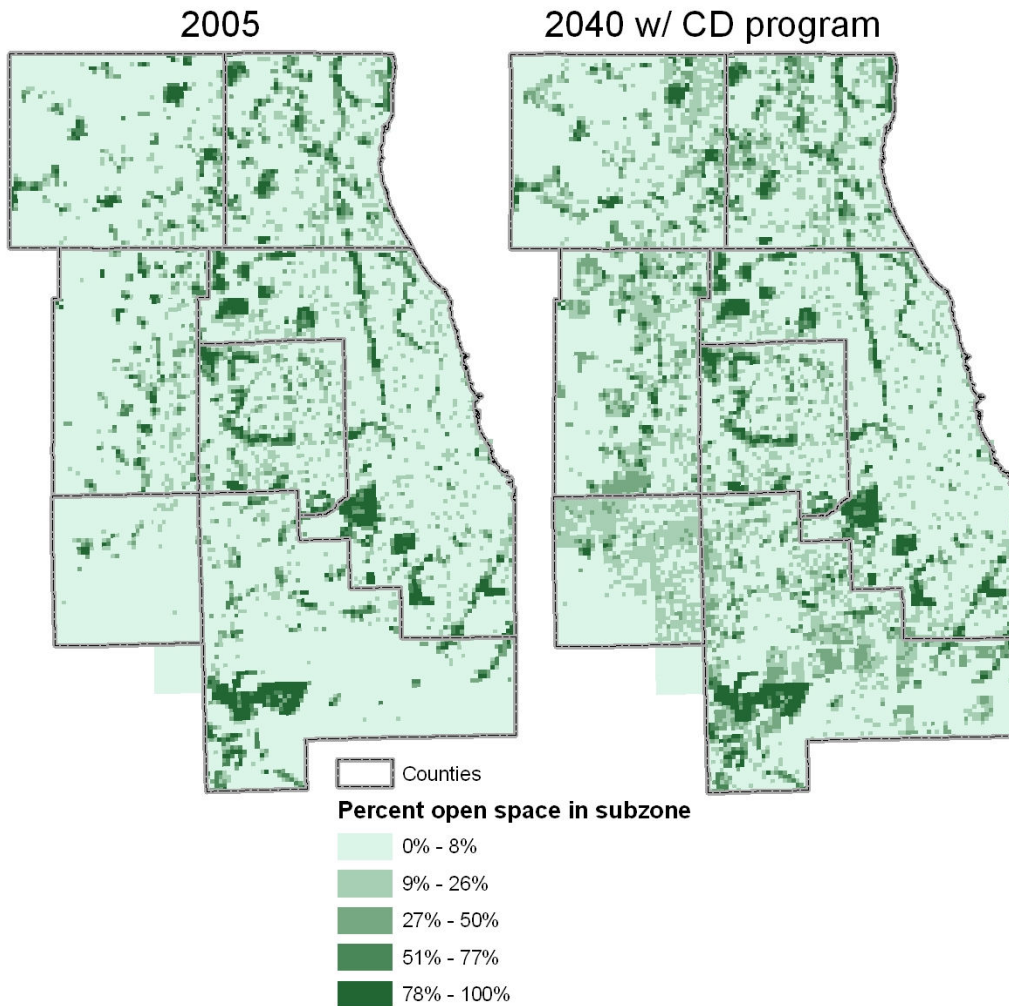 2005
2040 w/ CD program
Counties
Percent open space in subzone
0% - 8%
9% - 26%
27% - 50%
51% - 77%
78% - 100%